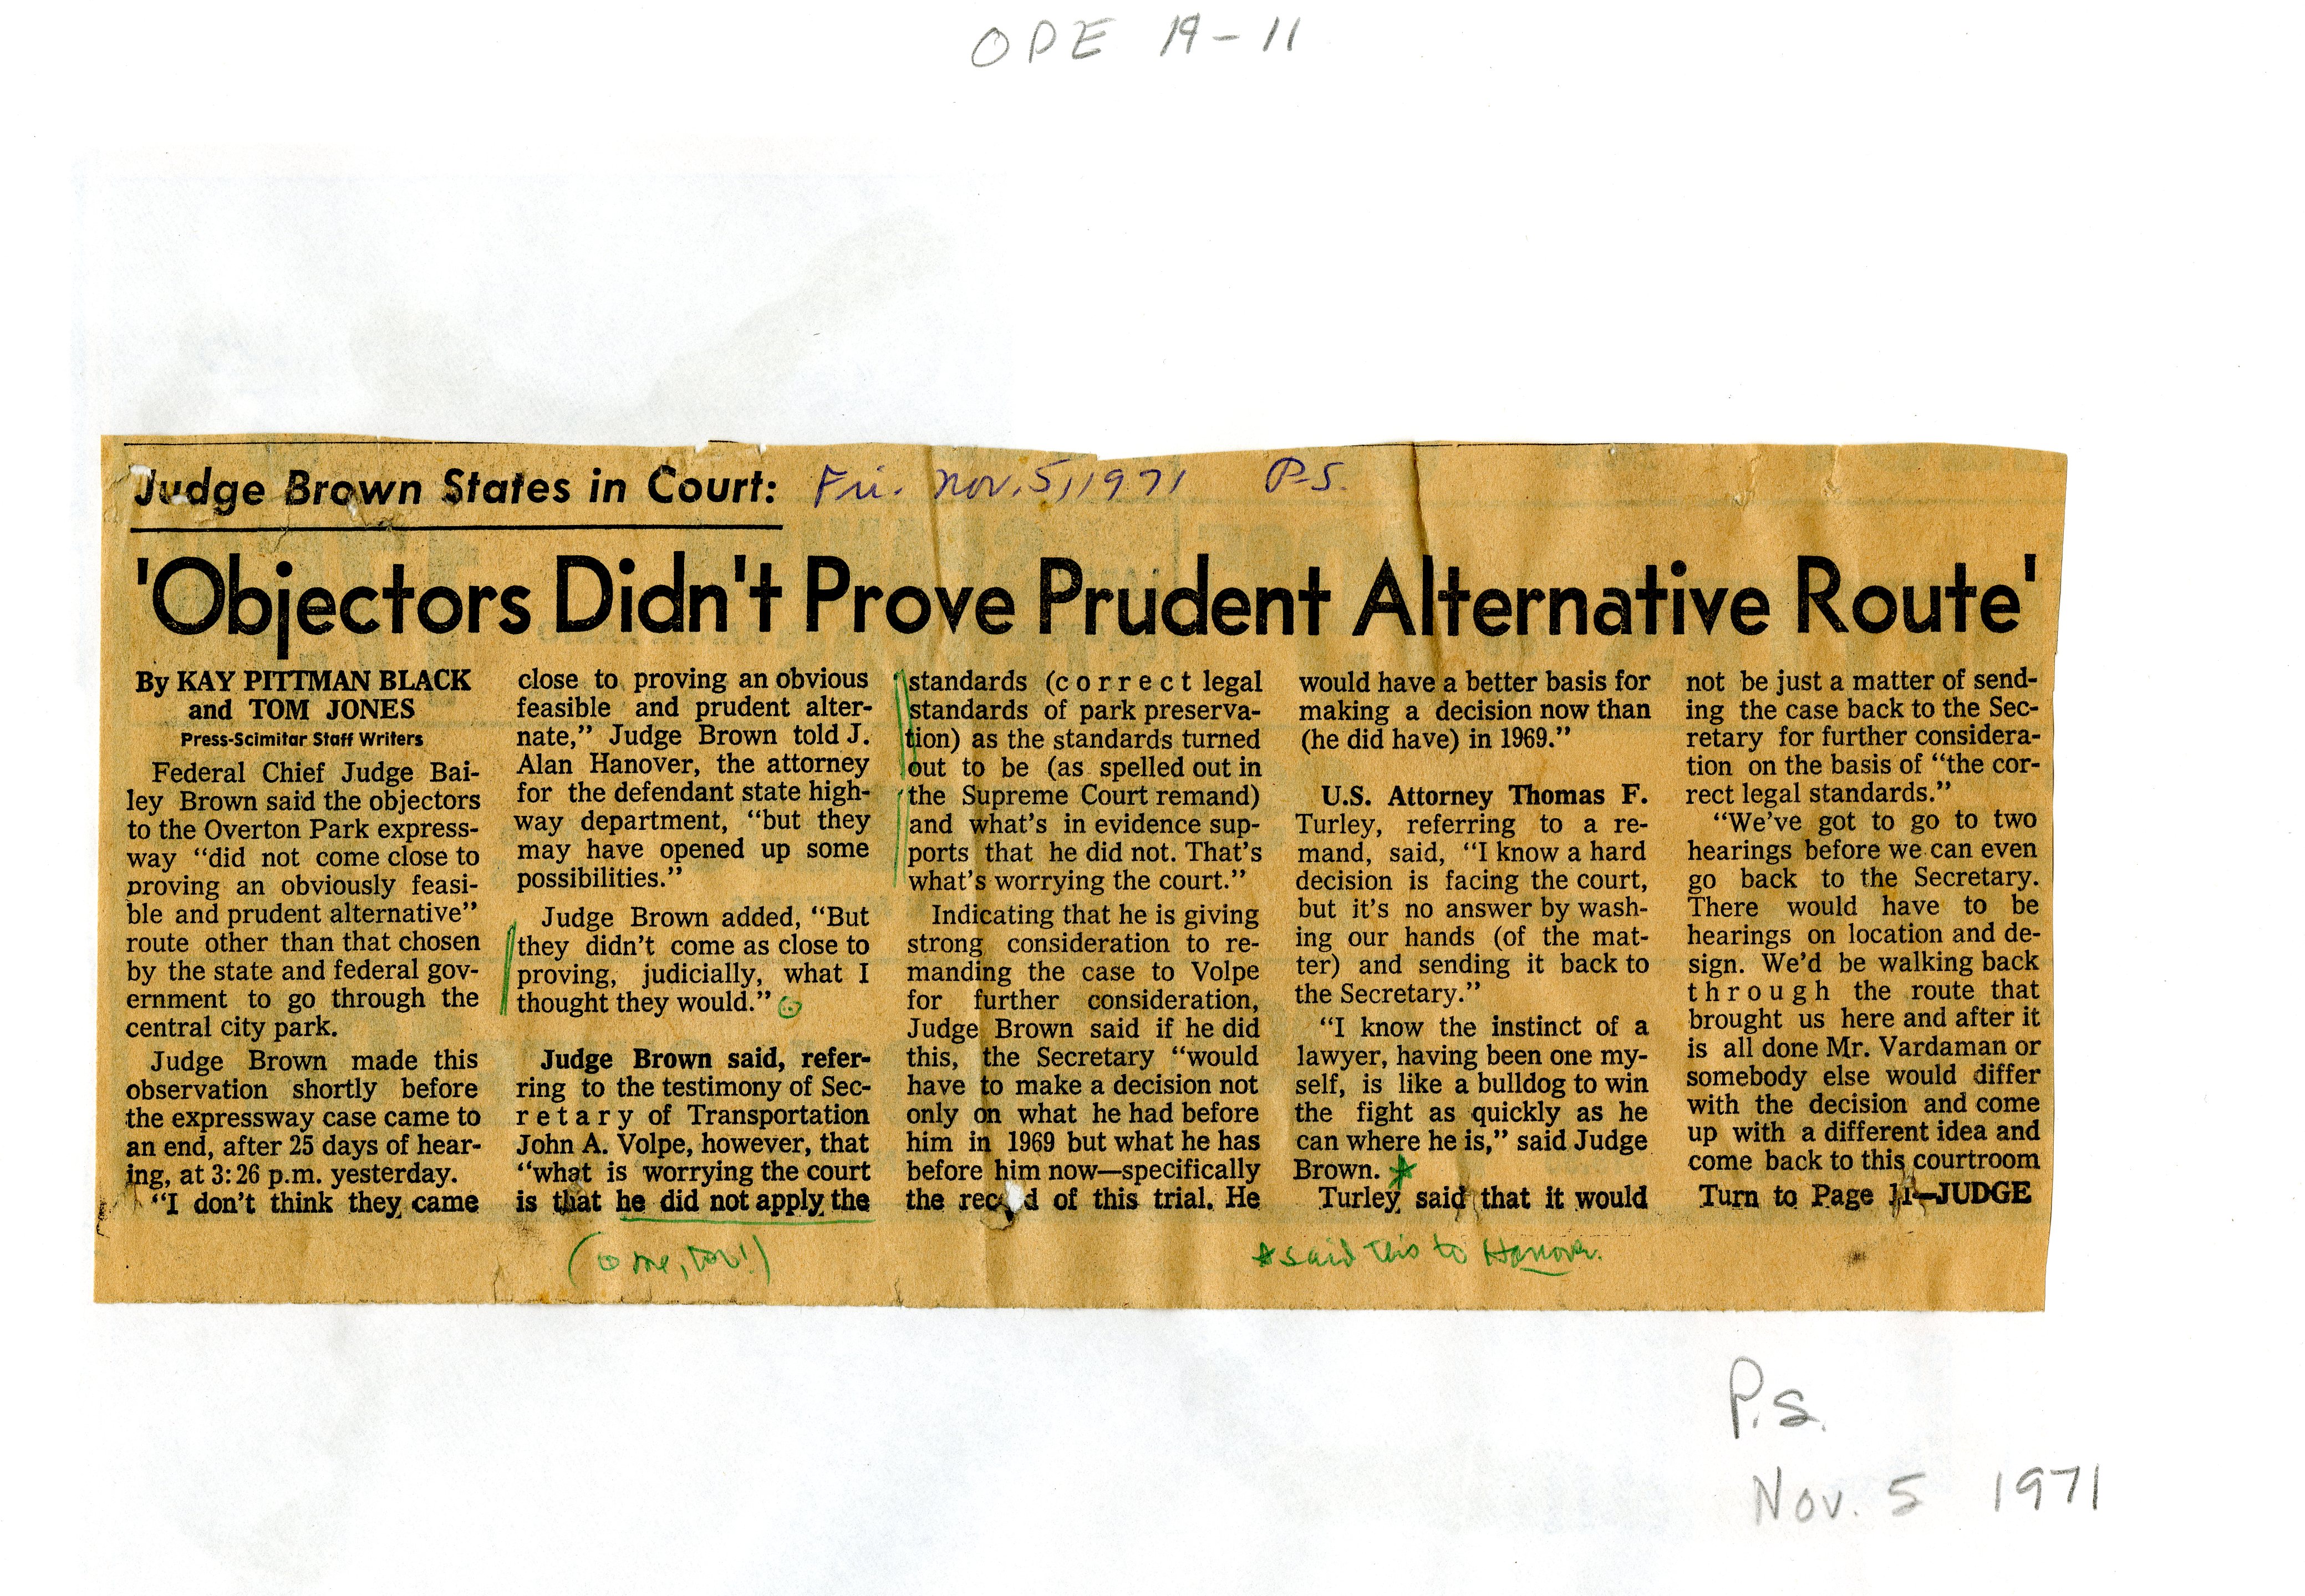 OPE 19-11
Judge Brown States in Court:
Fri. Nov. 5, 1971 P.S.
'Objectors Didn't Prove Prudent Alternative Route'
By KAY PITTMAN BLACK
and TOM JONES
Press-Scimitar Staff Writers
Federal Chief Judge Bai-
ley Brown said the objectors
to the Overton Park express-
way “did not come close to
proving an obviously feasi-
ble and prudent alternative”
route other than that chosen
by the state and federal gov-
ernment to go through the
central city park.
Judge Brown made this
observation shortly before
the expressway case came to
an end, after 25 days of hear-
ing, at 3:26 p.m. yesterday.
“I don't think they came
close to proving an obvious
feasible and prudent alter-
nate,” Judge Brown told J.
Alan Hanover, the attorney
for the defendant state high-
way department, “but they
may have opened up some
possibilities.”
Judge Brown added, “But
they didn't come as close to
proving, judicially, what I
thought they would.”
Judge Brown said, refer-
ring to the testimony of Sec-
retary of Transportation
John A. Volpe, however, that
“what is worrying the court
is that he did not apply the
(to me, too!)
standards (correct legal
standards of park preserva-
tion) as the standards turned
out to be (as spelled out in
the Supreme Court remand)
and what's in evidence sup-
ports that he did not. That's
what's worrying the court.”
Indicating that he is giving
strong consideration to re-
manding the case to Volpe
for further consideration,
Judge Brown said if he did
this, the Secretary “would
have to make a decision not
only on what he had before
him in 1969 but what he has
before him now—specifically
the record of this trial. He
would have a better basis for
making a decision now than
(he did have) in 1969.”
U.S. Attorney Thomas F.
Turley, referring to a re-
mand, said, “I know a hard
decision is facing the court,
but it's no answer by wash-
ing our hands (of the mat-
ter) and sending it back to
the Secretary.”
“I know the instinct of a
lawyer, having been one my-
self, is like a bulldog to win
the fight as quickly as he
can where he is,” said Judge
Brown. *
Turley said that it would
* said this to Hanover.
not be just a matter of send-
ing the case back to the Sec-
retary for further considera-
tion on the basis of “the cor-
rect legal standards.”
“We've got to go to two
hearings before we can even
go back to the Secretary.
There would have to be
hearings on location and de-
sign. We'd be walking back
through the route that
brought us here and after it
is all done Mr. Vardaman or
somebody else would differ
with the decision and come
up with a different idea and
come back to this courtroom
Turn to Page 11—JUDGE
P.S.
Nov. 5 1971